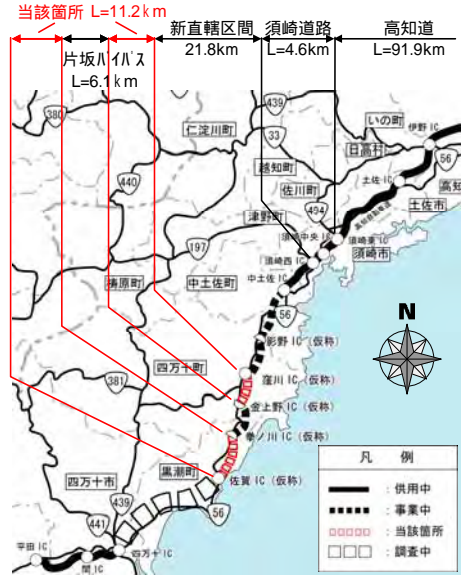 当該箇所 L=11.2km
新直轄区間
21.8km
須崎道路
L=4.6km
高知道
L=91.9km
片坂バイパス
L=6.1km
380
439
仁淀川町
いの町
伊野 IC
33
日高村
56
440
越知町
土佐 IC
佐川町
高知
494
土佐市
津野町
高知自動車道
須崎中央 IC
須崎東 IC
197
須崎西 IC
須崎市
梼原町
中土佐町
中土佐 IC
56
影野 IC（仮称）
N
四万十町
381
窪川 IC（仮称）
金上野 IC（仮称）
拳ノ川 IC（仮称）
黒潮町
四万十市
佐賀 IC（仮称）
439
56
441
平田 IC
間 IC
四万十 IC
凡 例
：供用中
：事業中
：当該箇所
：調査中